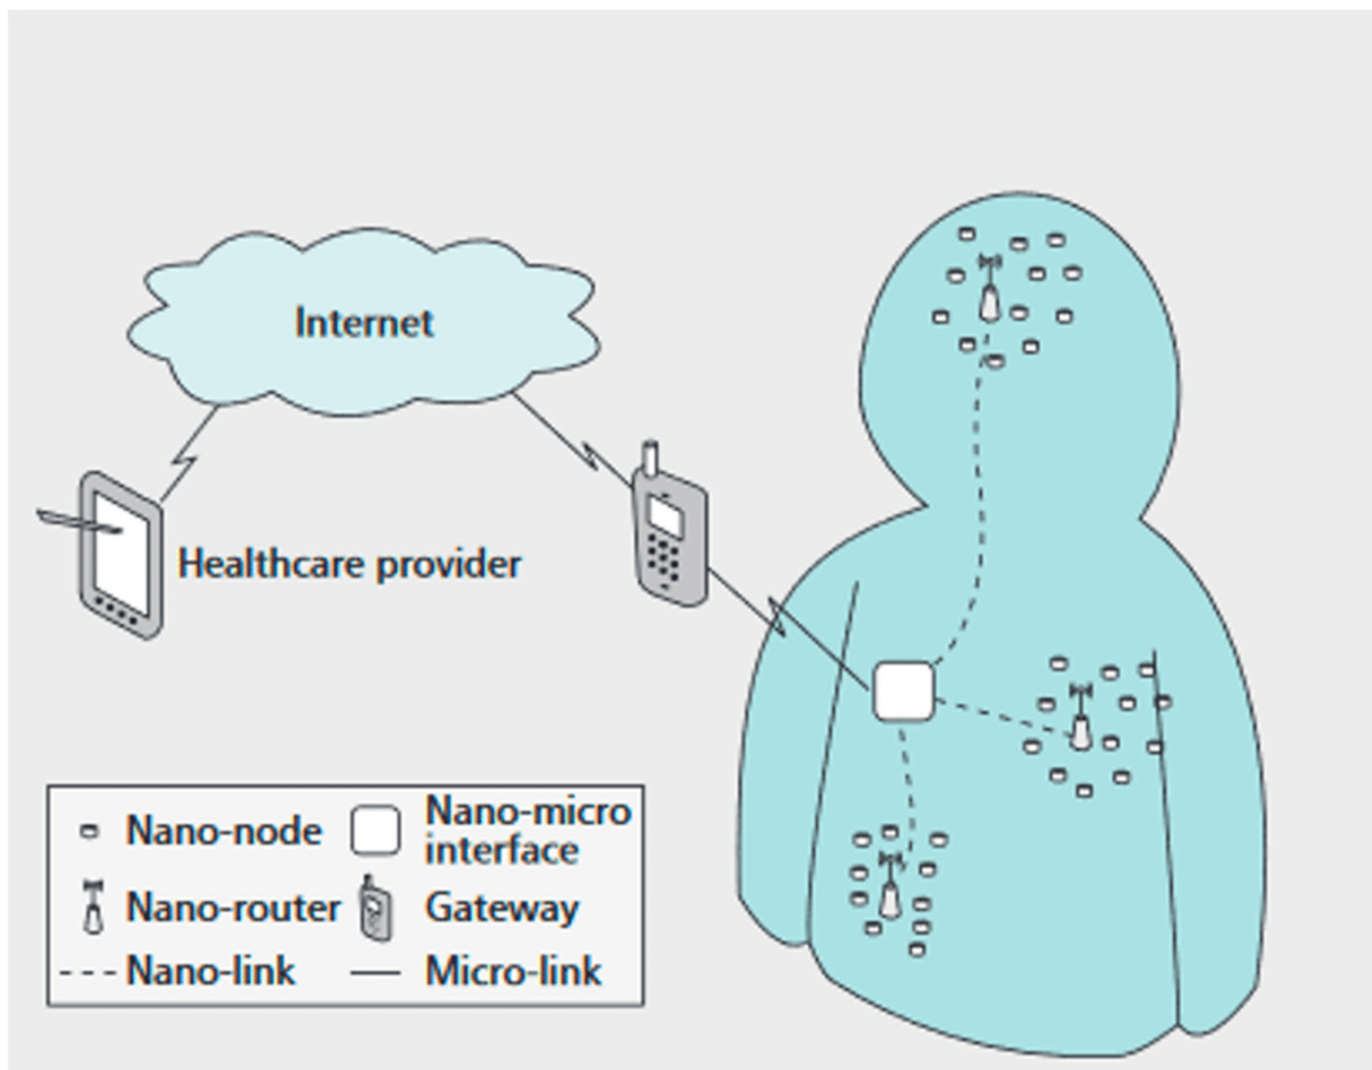 Internet
Healthcare provider
Nano-node
Nano-micro
interface
Nano-router
Gateway
Nano-link
Micro-link